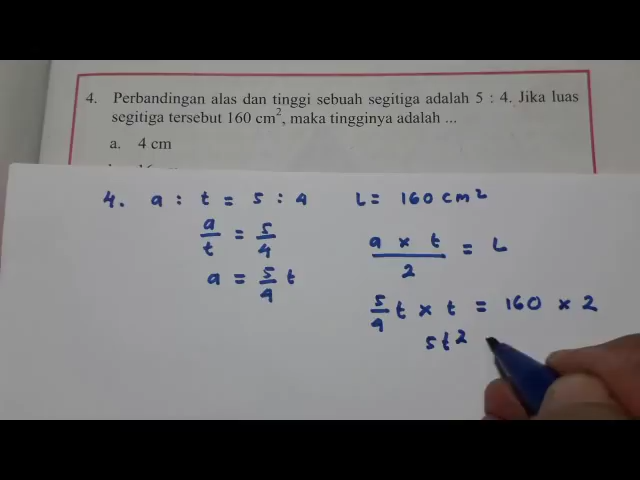 4. Perbandingan alas dan tinggi sebuah segitiga adalah 5 : 4. Jika luas
segitiga tersebut 160 cm², maka tingginya adalah ...
a. 4 cm
4. a : t = 5 : 4
a/t = 5/4
a = 5/4 t
L = 160 cm²
a × t / 2 = L
5/4 t × t = 160 × 2
5t²